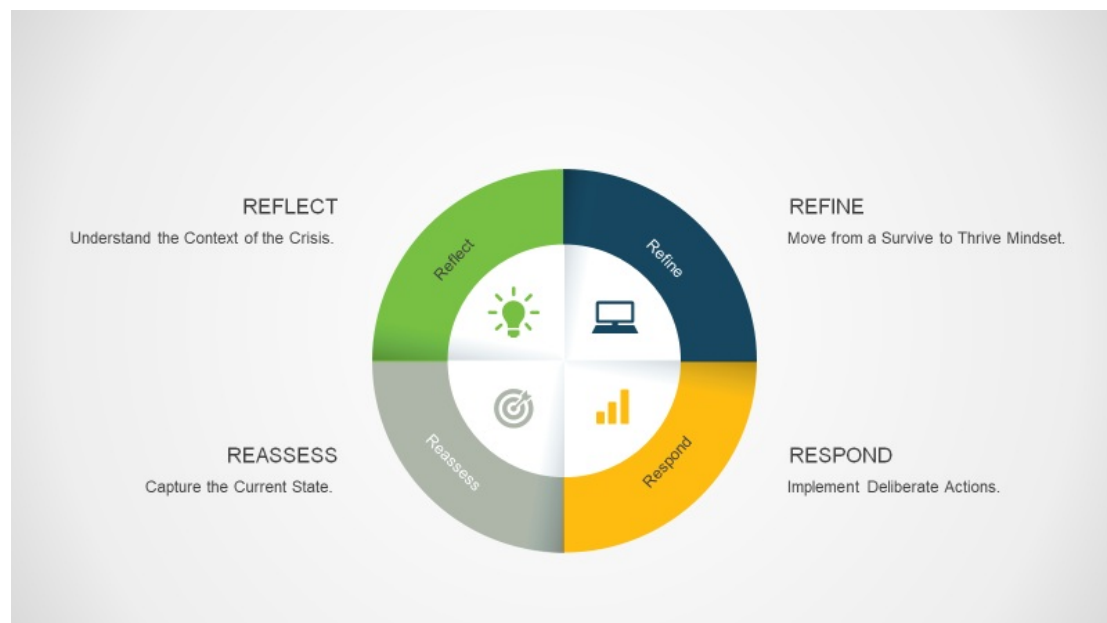 REFLECT
Understand the Context of the Crisis.
REFINE
Move from a Survive to Thrive Mindset.
Reflect
Refine
Reassess
Respond
REASSESS
Capture the Current State.
RESPOND
Implement Deliberate Actions.